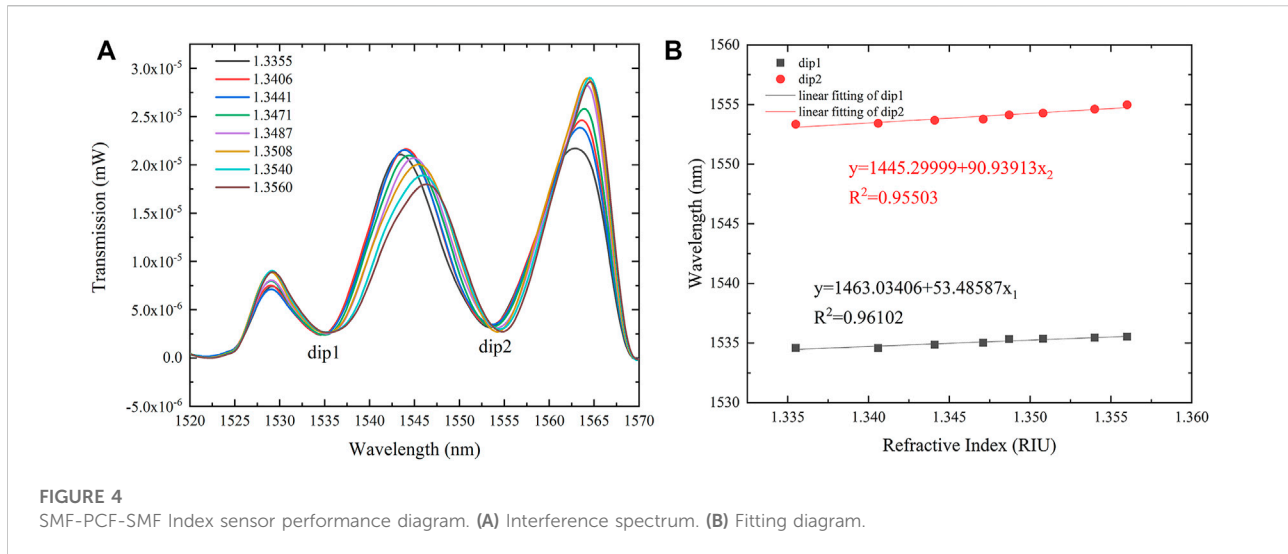 A
3.0x10-5
2.5x10-5
2.0x10-5
1.5x10-5
1.0x10-5
5.0x10-6
0.0
-5.0x10-6
Transmission (mW)
1.3355
1.3406
1.3441
1.3471
1.3487
1.3508
1.3540
1.3560
dip1
dip2
1520 1525 1530 1535 1540 1545 1550 1555 1560 1565 1570
Wavelength (nm)
B
1560
1555
1550
1545
1540
1535
1530
Wavelength (nm)
dip1
dip2
linear fitting of dip1
linear fitting of dip2
y=1445.29999+90.93913x2
R2=0.95503
y=1463.03406+53.48587x1
R2=0.96102
1.335 1.340 1.345 1.350 1.355 1.360
Refractive Index (RIU)
FIGURE 4
SMF-PCF-SMF Index sensor performance diagram. (A) Interference spectrum. (B) Fitting diagram.